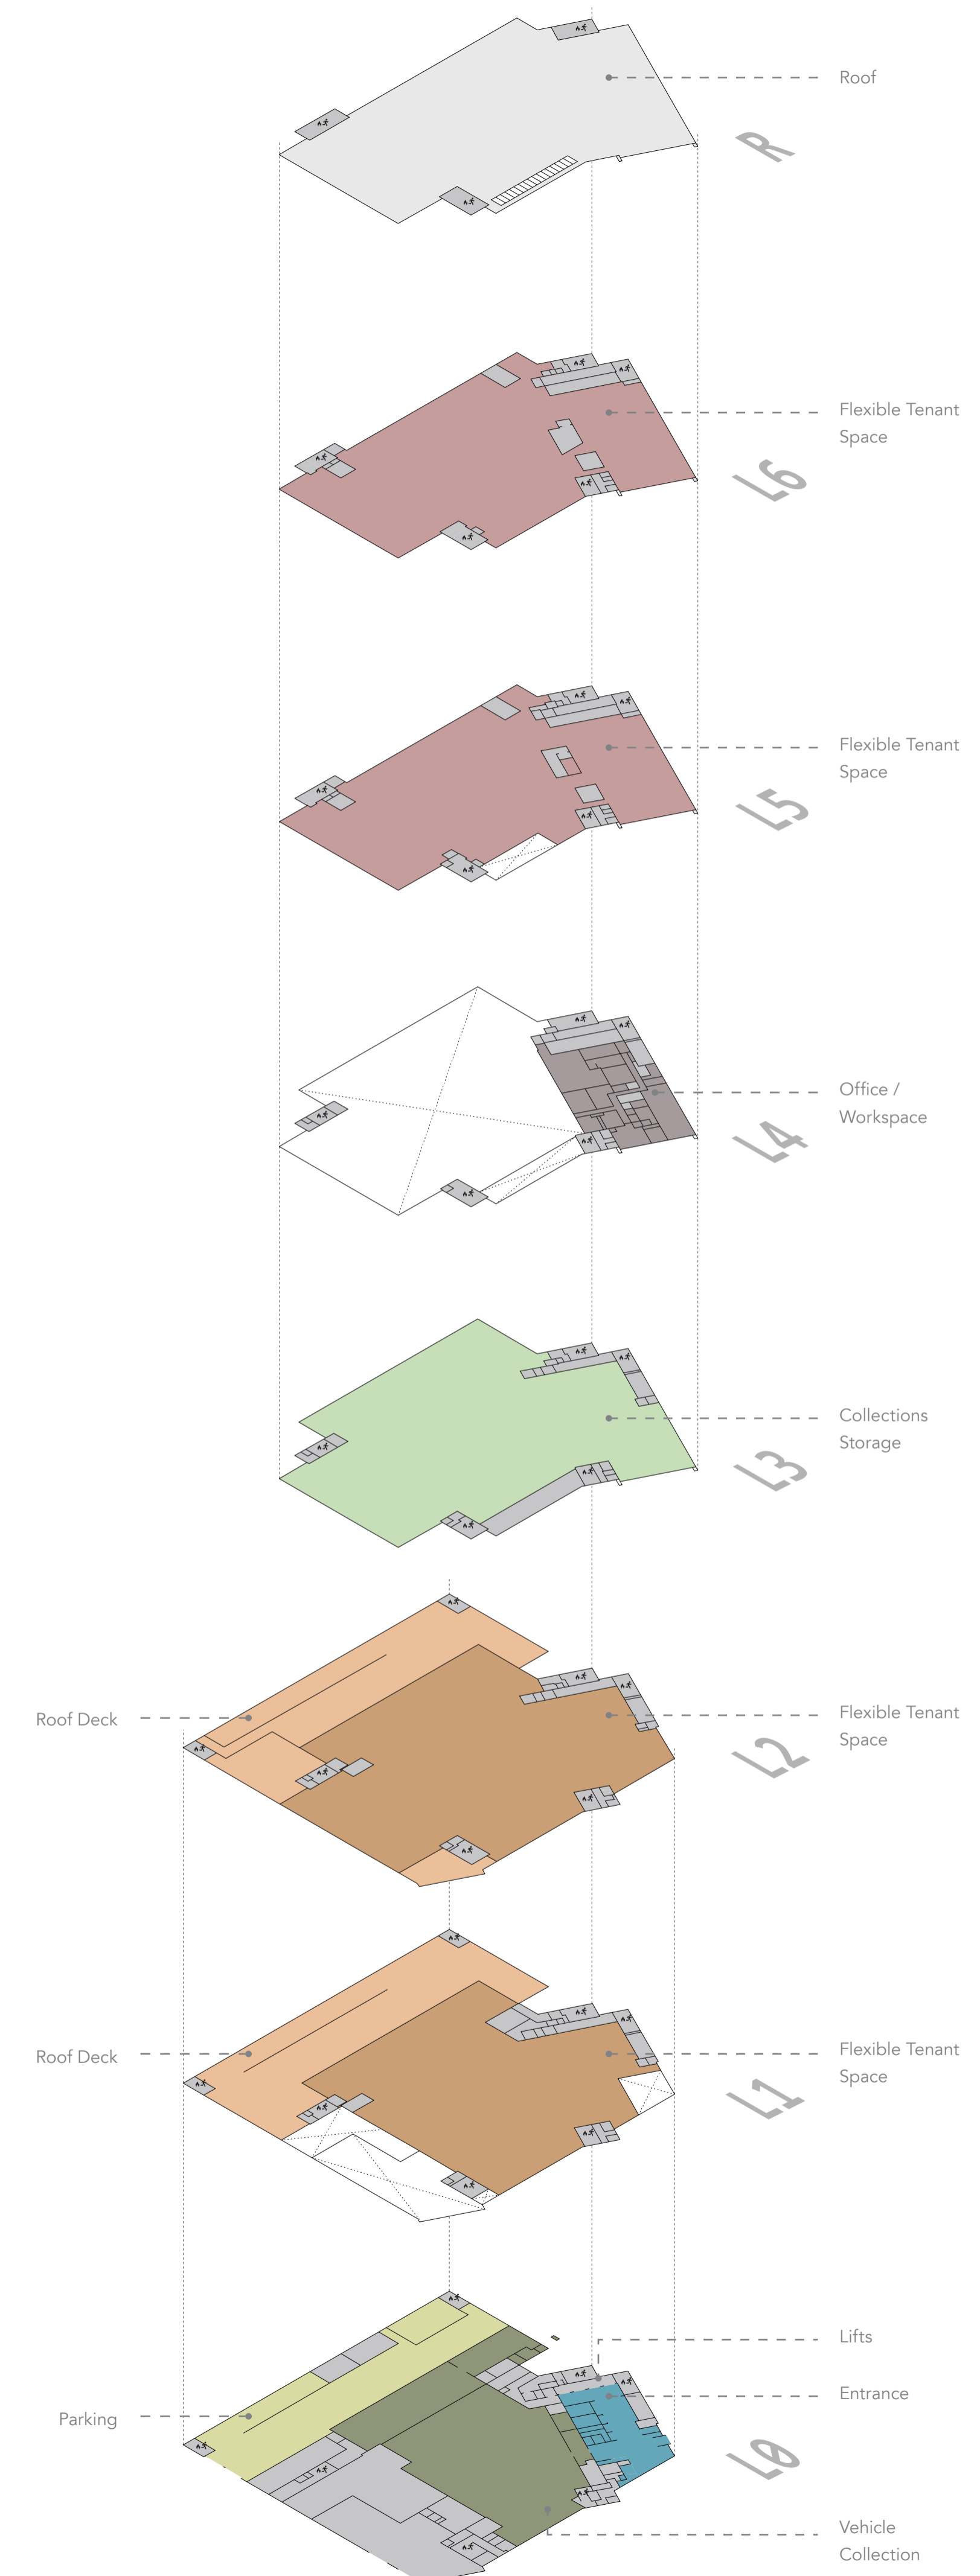 Roof
R
Flexible Tenant
Space
L6
Flexible Tenant
Space
L5
Office /
Workspace
L4
Collections
Storage
L3
Roof Deck
Flexible Tenant
Space
L2
Roof Deck
Flexible Tenant
Space
L1
Lifts
Entrance
Parking
L0
Vehicle
Collection